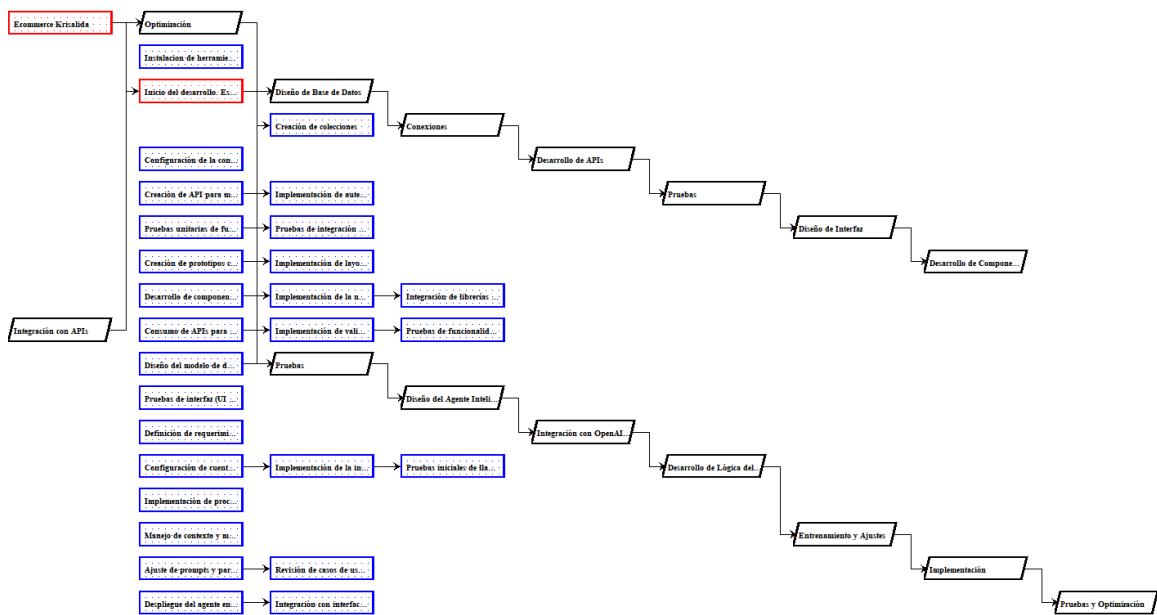 Ecommerce Krisalida
Optimización
Instalacion de herramie...
Inicio del desarrollo. Es...
Diseño de Base de Datos
Creación de colecciones
Conexiones
Configuración de la con...
Desarrollo de APIs
Creación de API para m...
Implementación de aute...
Pruebas
Pruebas unitarias de fu...
Pruebas de integración ...
Diseño de Interfaz
Creación de prototipos c...
Implementación de layo...
Desarrollo de Compone...
Desarrollo de componen...
Implementación de la n...
Integración de librerías ...
Integración con APIs
Consumo de APIs para ...
Implementación de vali...
Pruebas de funcionalid...
Diseño del modelo de d...
Pruebas
Pruebas de interfaz (UI ...
Diseño del Agente Inteli...
Definición de requerimi...
Integración con OpenAI...
Configuración de cuent...
Implementación de la in...
Pruebas iniciales de lla...
Desarrollo de Lògica del...
Implementación de proc...
Manejo de contexto y m...
Entrenamiento y Ajustes
Ajuste de prompts y par...
Revisión de casos de us...
Implementación
Despliegue del agente en...
Integración con interfac...
Pruebas y Optimización